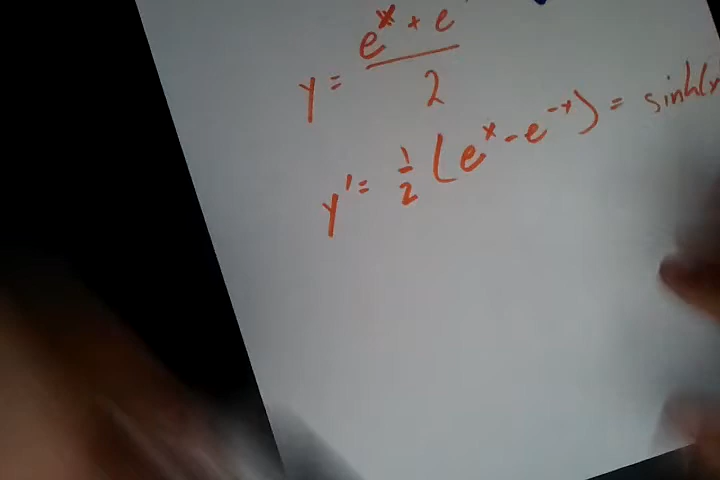 y = e^x + e / 2
y' = 1/2 (e^x - e^-x) = sinh(x